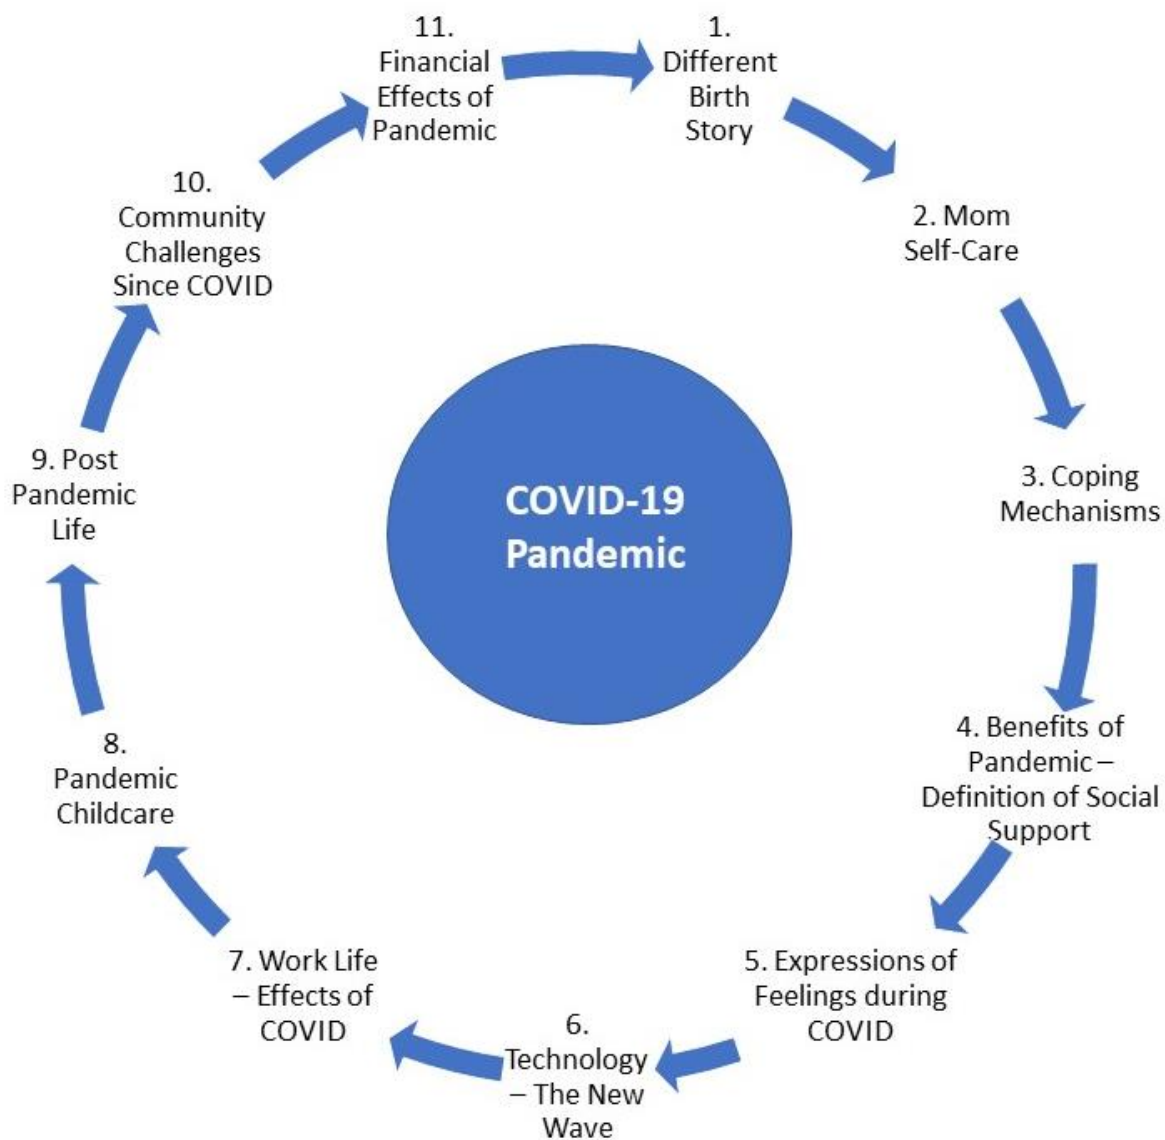 11.
Financial
Effects of
Pandemic
1.
Different
Birth
Story
2. Mom
Self-Care
3. Coping
Mechanisms
4. Benefits of
Pandemic –
Definition of Social
Support
5. Expressions of
Feelings during
COVID
6.
Technology
– The New
Wave
7. Work Life
– Effects of
COVID
8.
Pandemic
Childcare
9. Post
Pandemic
Life
10.
Community
Challenges
Since COVID
COVID-19
Pandemic